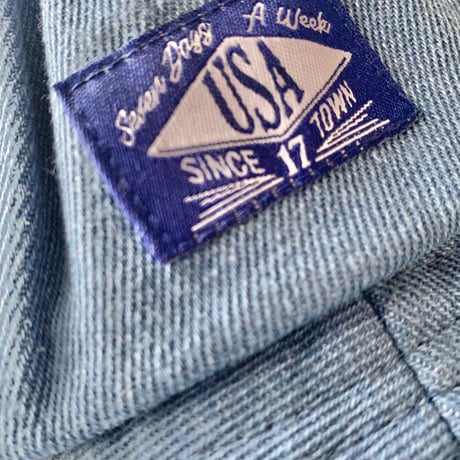 Seven Days A Week
USA
SINCE 17 TOWN